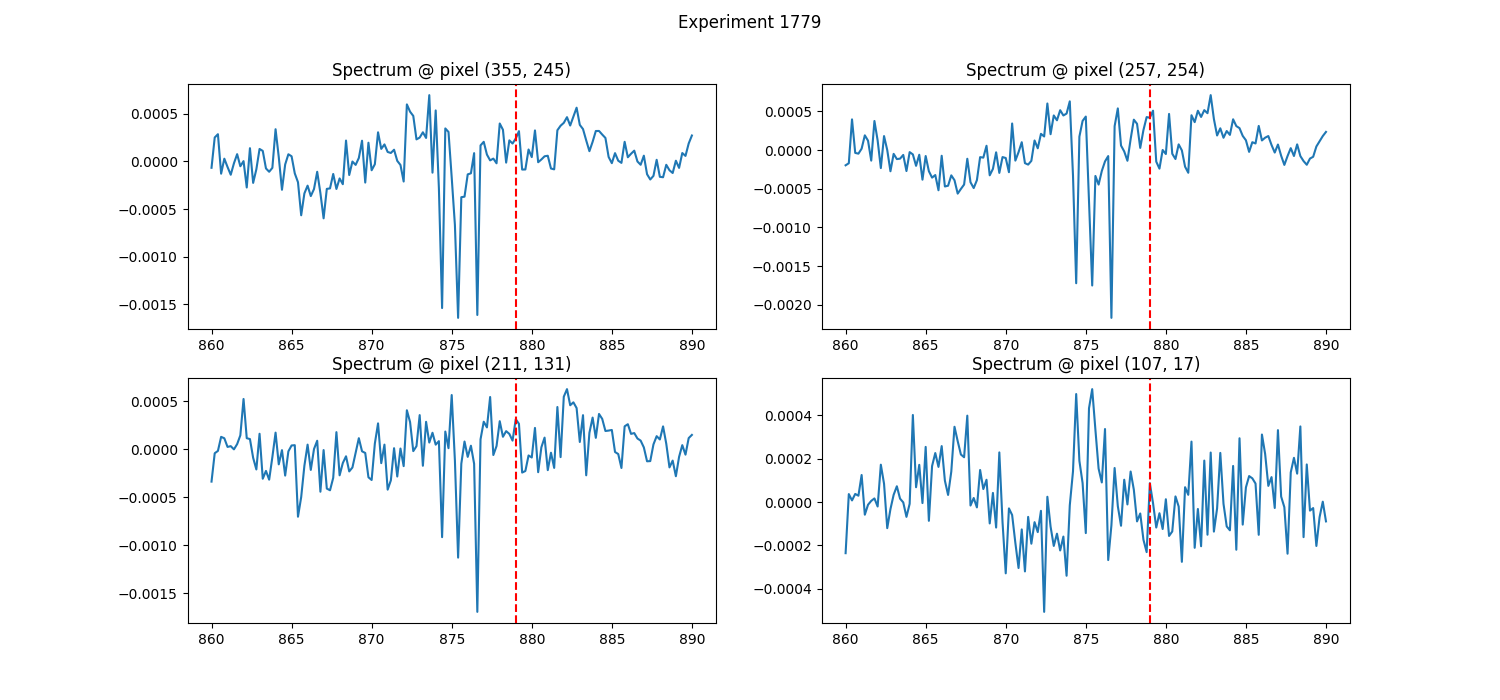 Experiment 1779
Spectrum @ pixel (355, 245)
0.0005
0.0000
−0.0005
−0.0010
−0.0015
860 865 870 875 880 885 890
Spectrum @ pixel (257, 254)
0.0005
0.0000
−0.0005
−0.0010
−0.0015
−0.0020
860 865 870 875 880 885 890
Spectrum @ pixel (211, 131)
0.0005
0.0000
−0.0005
−0.0010
−0.0015
860 865 870 875 880 885 890
Spectrum @ pixel (107, 17)
0.0004
0.0002
0.0000
−0.0002
−0.0004
860 865 870 875 880 885 890